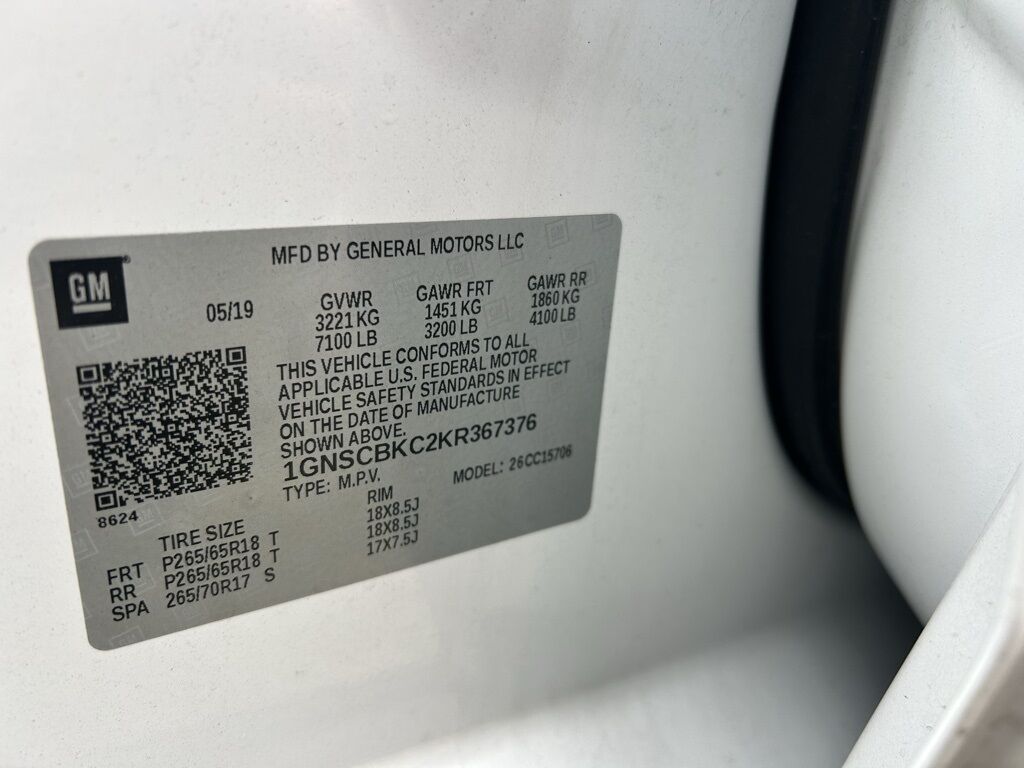 MFD BY GENERAL MOTORS LLC
GM
05/19
GVWR GAWR FRT GAWR RR
3221 KG 1451 KG 1860 KG
7100 LB 3200 LB 4100 LB
THIS VEHICLE CONFORMS TO ALL
APPLICABLE U.S. FEDERAL MOTOR
VEHICLE SAFETY STANDARDS IN EFFECT
ON THE DATE OF MANUFACTURE
SHOWN ABOVE.
1GNSCBKC2KR367376
TYPE: M.P.V. MODEL: 26CC15706
8624
TIRE SIZE RIM
FRT P265/65R18 T 18X8.5J
RR P265/65R18 T 18X8.5J
SPA 265/70R17 S 17X7.5J